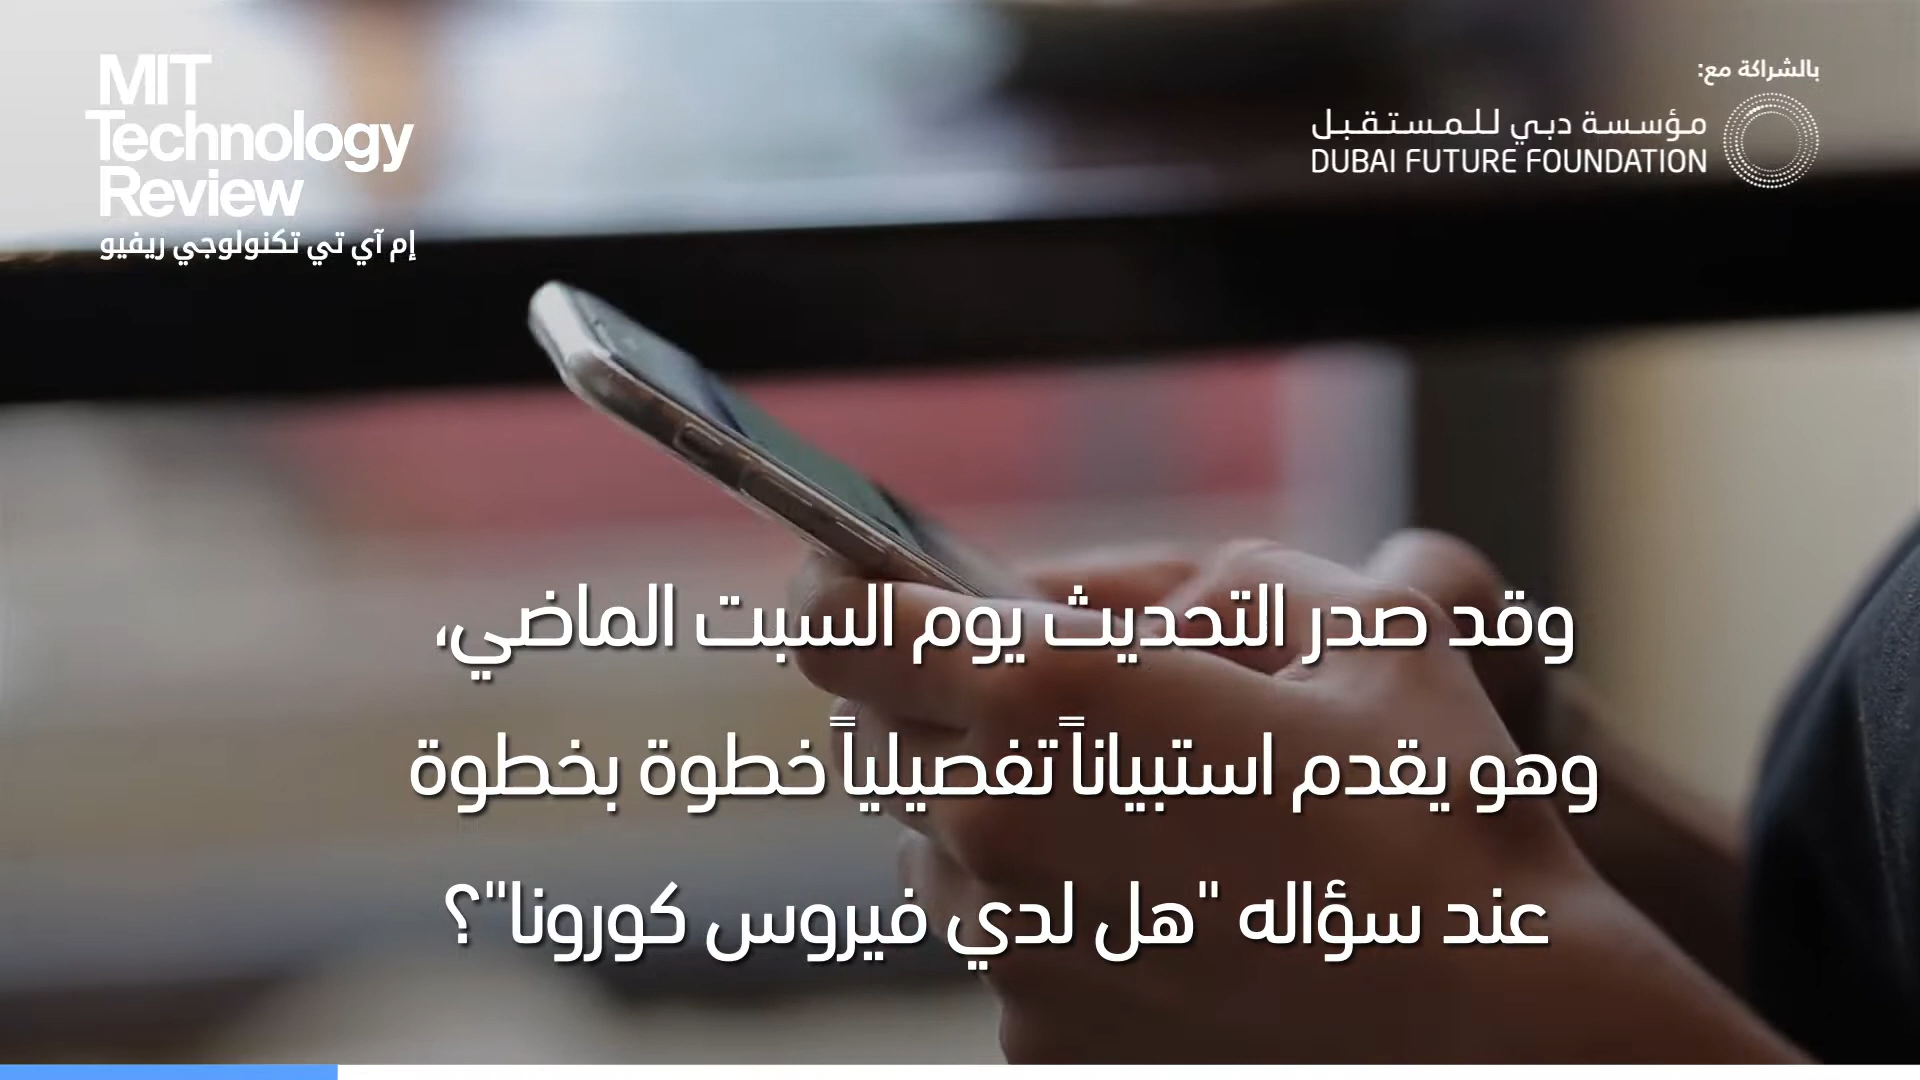 MIT
Technology
Review
إم آي تي تكنولوجي ريفيو
بالشراكة مع:
مؤسسة دبي للمستقبل
DUBAI FUTURE FOUNDATION
وقد صدر التحديث يوم السبت الماضي،
وهو يقدم استبياناً تفصيلياً خطوة بخطوة
عند سؤاله "هل لدي فيروس كورونا"؟